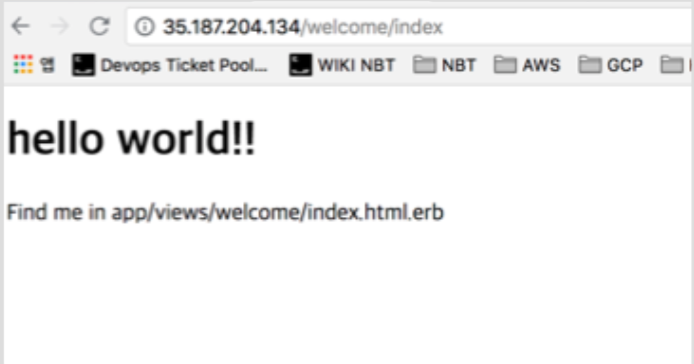 35.187.204.134/welcome/index
앱 Devops Ticket Pool... WIKI NBT NBT AWS GCP
hello world!!
Find me in app/views/welcome/index.html.erb